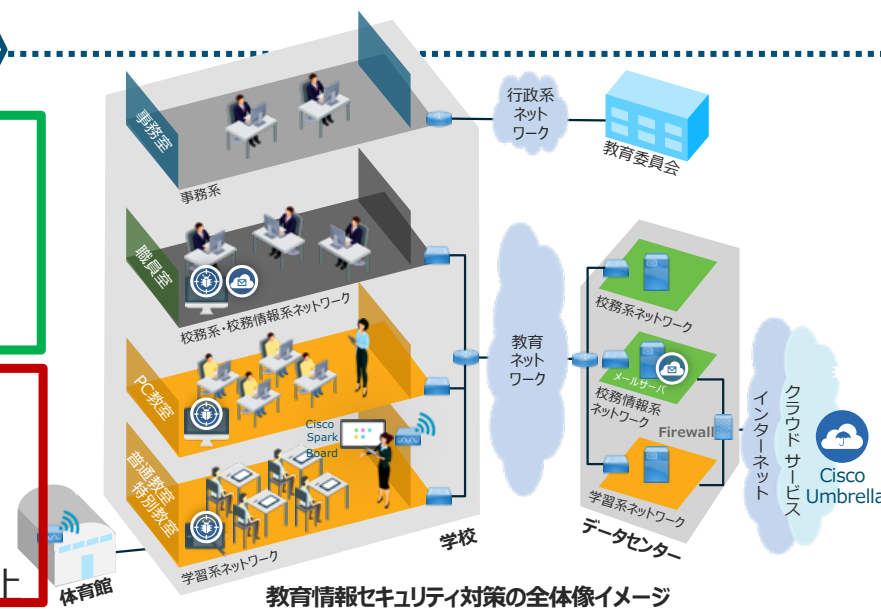 事務室
事務系
行政系
ネット
ワーク
教育委員会
職員室
校務系・校務情報系ネットワーク
PC教室
Cisco
Spark
Board
普通教室
特別教室
学習系ネットワーク
学校
体育館
上
教育
ネット
ワーク
校務系ネットワーク
メールサーバ
校務情報系
ネットワーク
Firewall
学習系ネットワーク
データセンター
インターネット
クラウド サービス
Cisco
Umbrella
教育情報セキュリティ対策の全体像イメージ